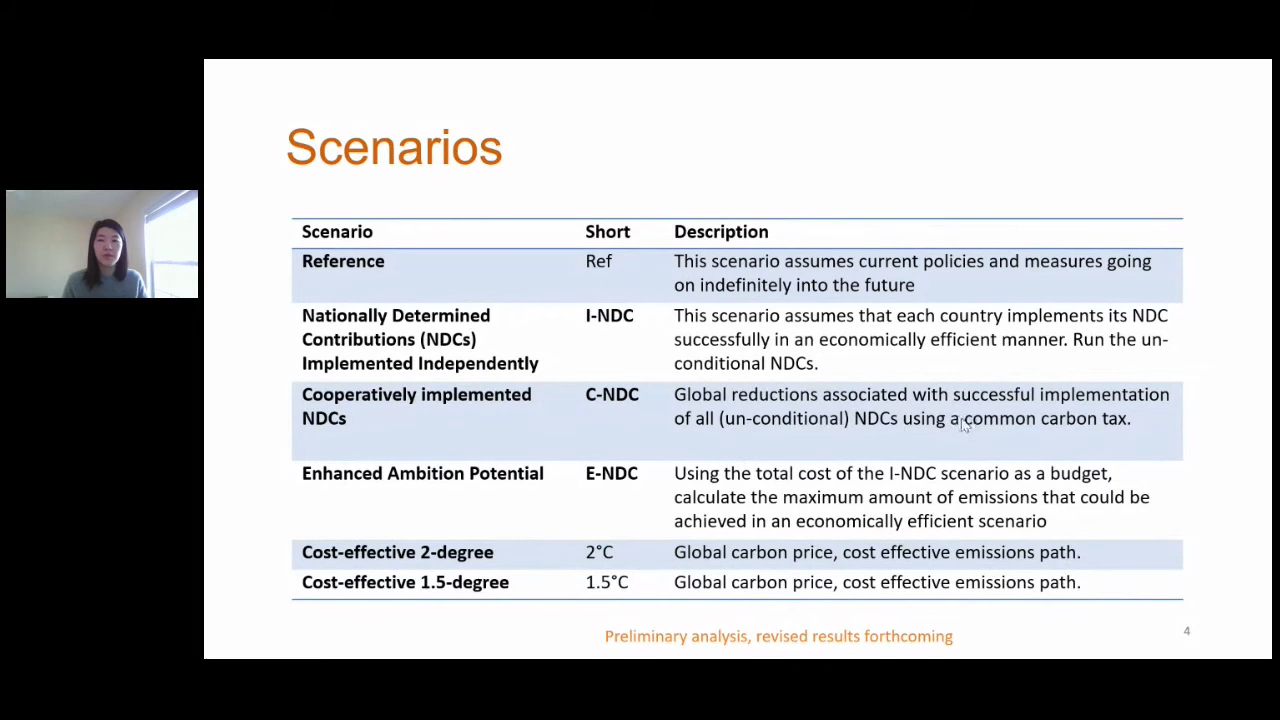 Scenarios
Scenario Short Description
Reference Ref This scenario assumes current policies and measures going
on indefinitely into the future
Nationally Determined I-NDC This scenario assumes that each country implements its NDC
Contributions (NDCs) successfully in an economically efficient manner. Run the un-
Implemented Independently conditional NDCs.
Cooperatively implemented C-NDC Global reductions associated with successful implementation
NDCs of all (un-conditional) NDCs using a common carbon tax.
Enhanced Ambition Potential E-NDC Using the total cost of the I-NDC scenario as a budget,
calculate the maximum amount of emissions that could be
achieved in an economically efficient scenario
Cost-effective 2-degree 2°C Global carbon price, cost effective emissions path.
Cost-effective 1.5-degree 1.5°C Global carbon price, cost effective emissions path.
Preliminary analysis, revised results forthcoming
4